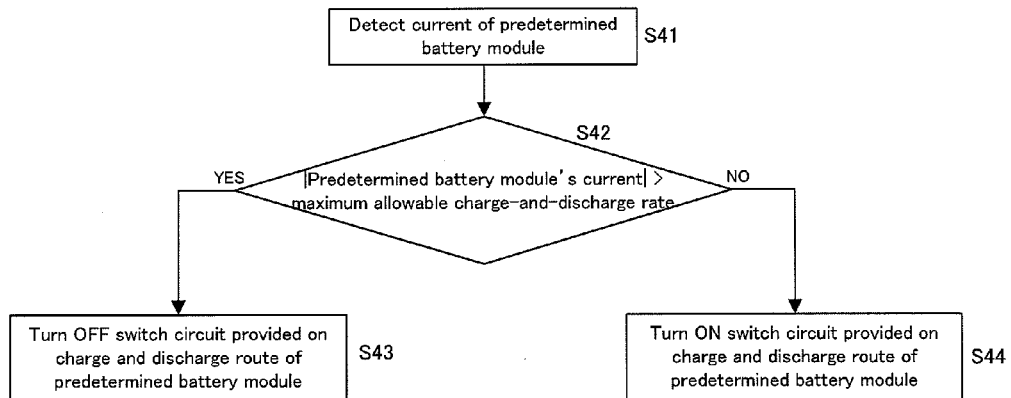 Detect current of predetermined
battery module
S41
S42
YES
NO
|Predetermined battery module's current| >
maximum allowable charge-and-discharge rate
Turn OFF switch circuit provided on
charge and discharge route of
predetermined battery module
S43
Turn ON switch circuit provided on
charge and discharge route of
predetermined battery module
S44